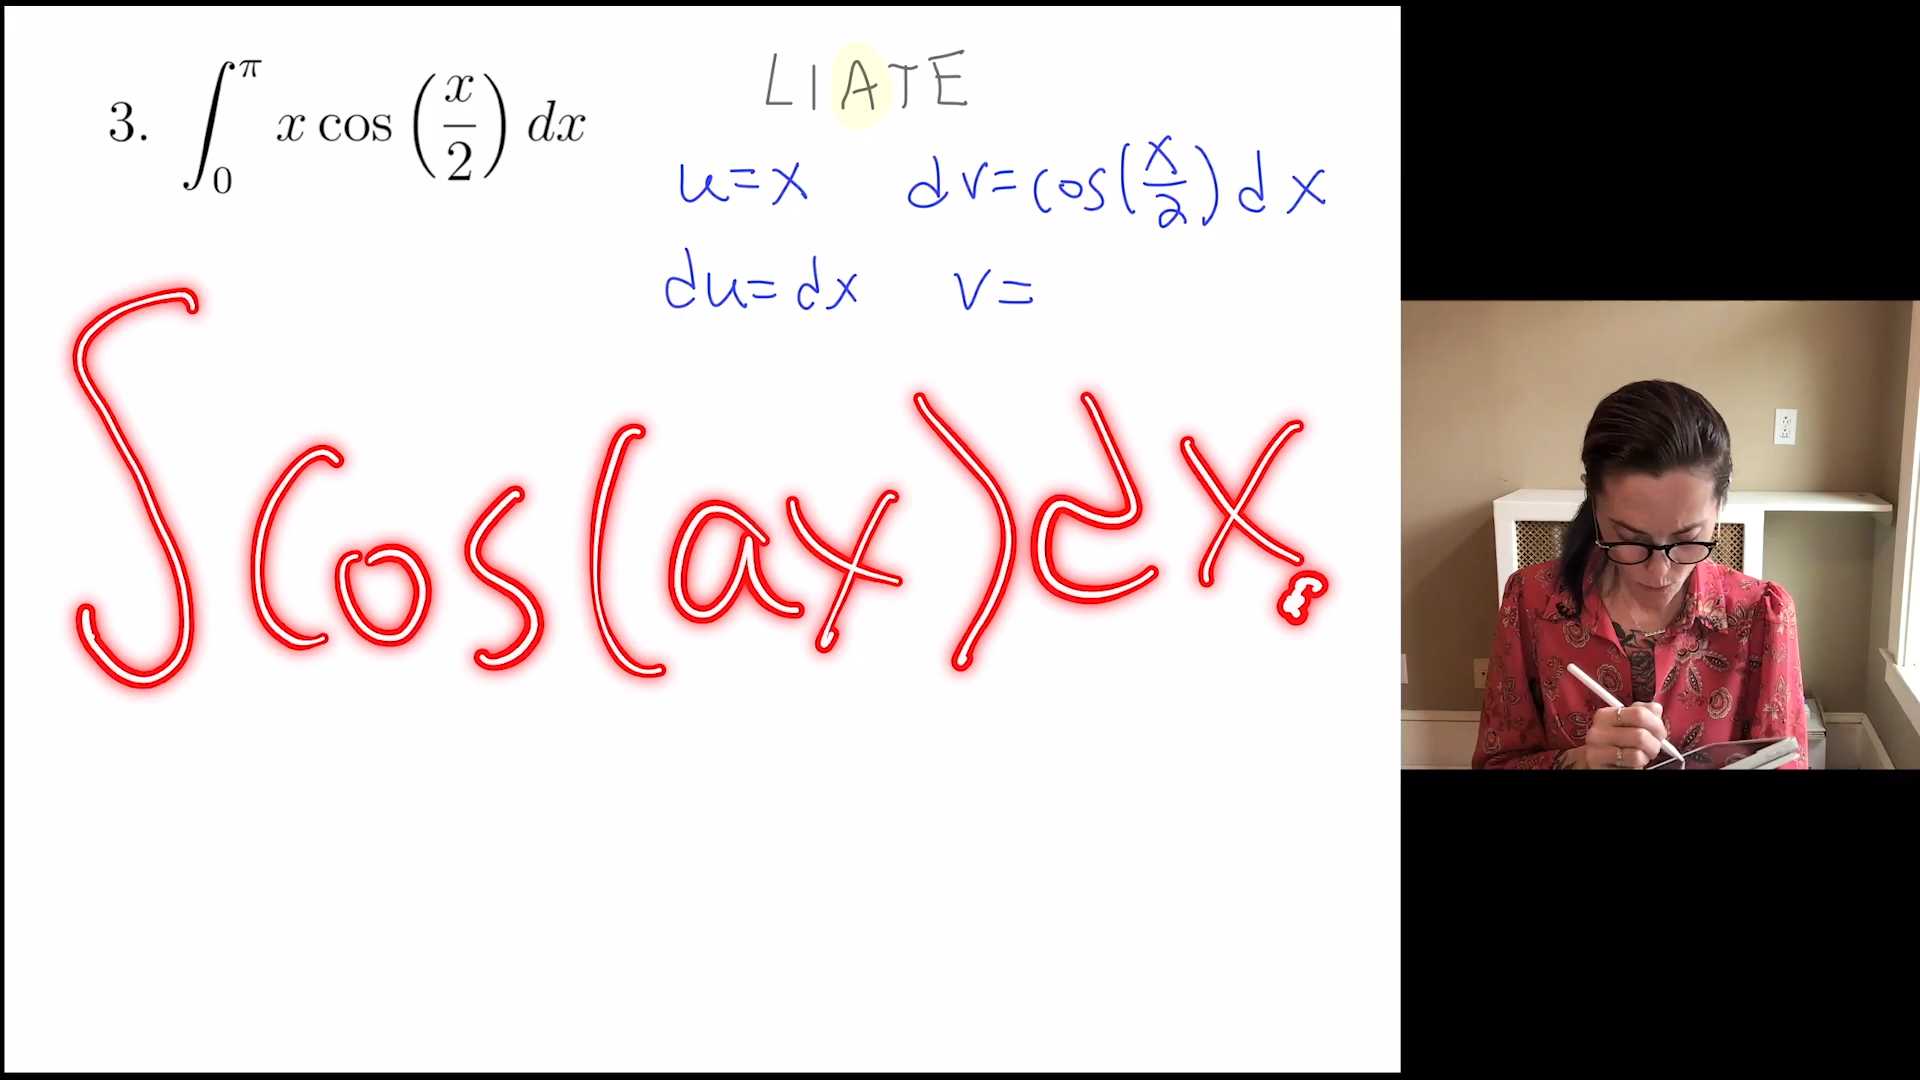 3. ∫₀^π x cos(x/2) dx
LIATE
u=x dv=cos(x/2)dx
du=dx v=
∫cos(ax)dx